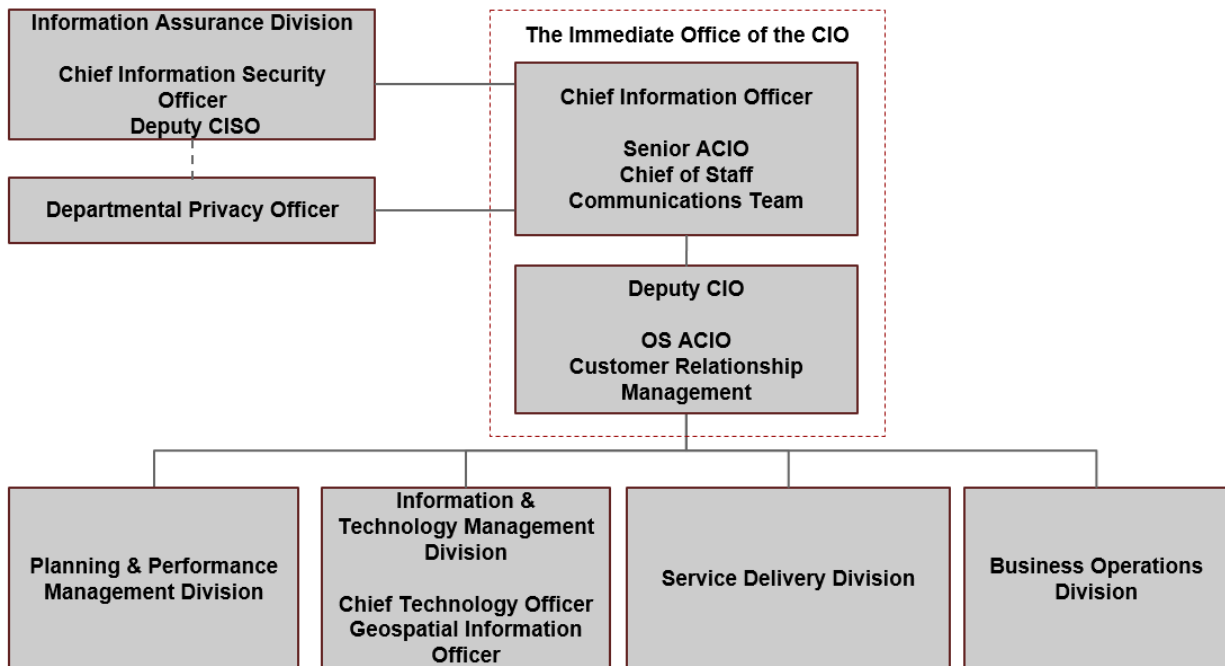 Information Assurance Division
Chief Information Security
Officer
Deputy CISO
Departmental Privacy Officer
The Immediate Office of the CIO
Chief Information Officer
Senior ACIO
Chief of Staff
Communications Team
Deputy CIO
OS ACIO
Customer Relationship
Management
Planning & Performance
Management Division
Information &
Technology Management
Division
Chief Technology Officer
Geospatial Information
Officer
Service Delivery Division
Business Operations
Division